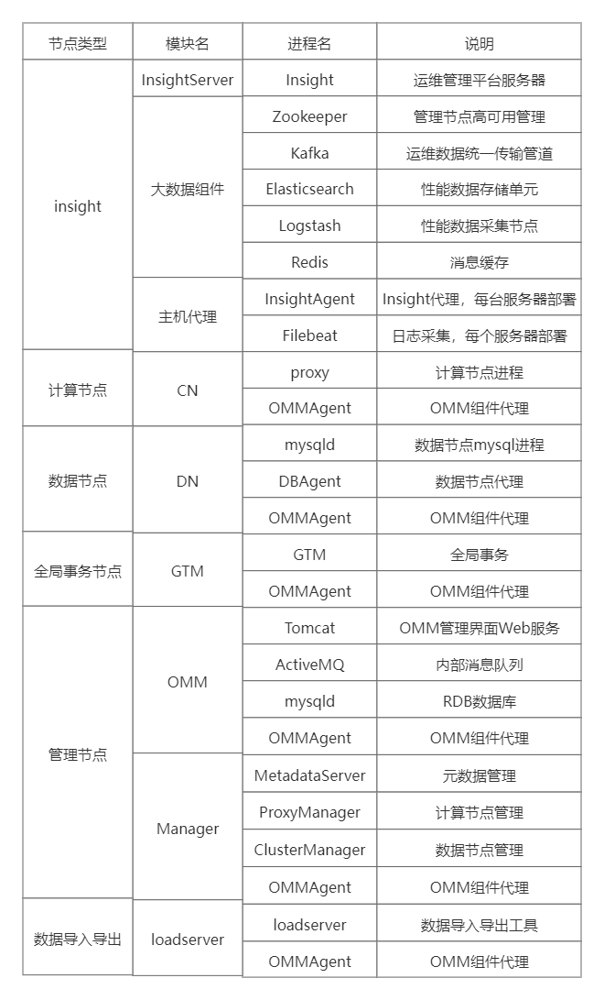 节点类型 模块名 进程名 说明
insight InsightServer Insight 运维管理平台服务器
大数据组件 Zookeeper 管理节点高可用管理
Kafka 运维数据统一传输管道
Elasticsearch 性能数据存储单元
Logstash 性能数据采集节点
Redis 消息缓存
主机代理 InsightAgent Insight代理，每台服务器部署
Filebeat 日志采集，每个服务器部署
计算节点 CN proxy 计算节点进程
OMMAgent OMM组件代理
数据节点 DN mysqld 数据节点mysql进程
DBAgent 数据节点代理
OMMAgent OMM组件代理
全局事务节点 GTM GTM 全局事务
OMMAgent OMM组件代理
管理节点 OMM Tomcat OMM管理界面Web服务
ActiveMQ 内部消息队列
mysqld RDB数据库
OMMAgent OMM组件代理
Manager MetadataServer 元数据管理
ProxyManager 计算节点管理
ClusterManager 数据节点管理
OMMAgent OMM组件代理
数据导入导出 loadserver loadserver 数据导入导出工具
OMMAgent OMM组件代理